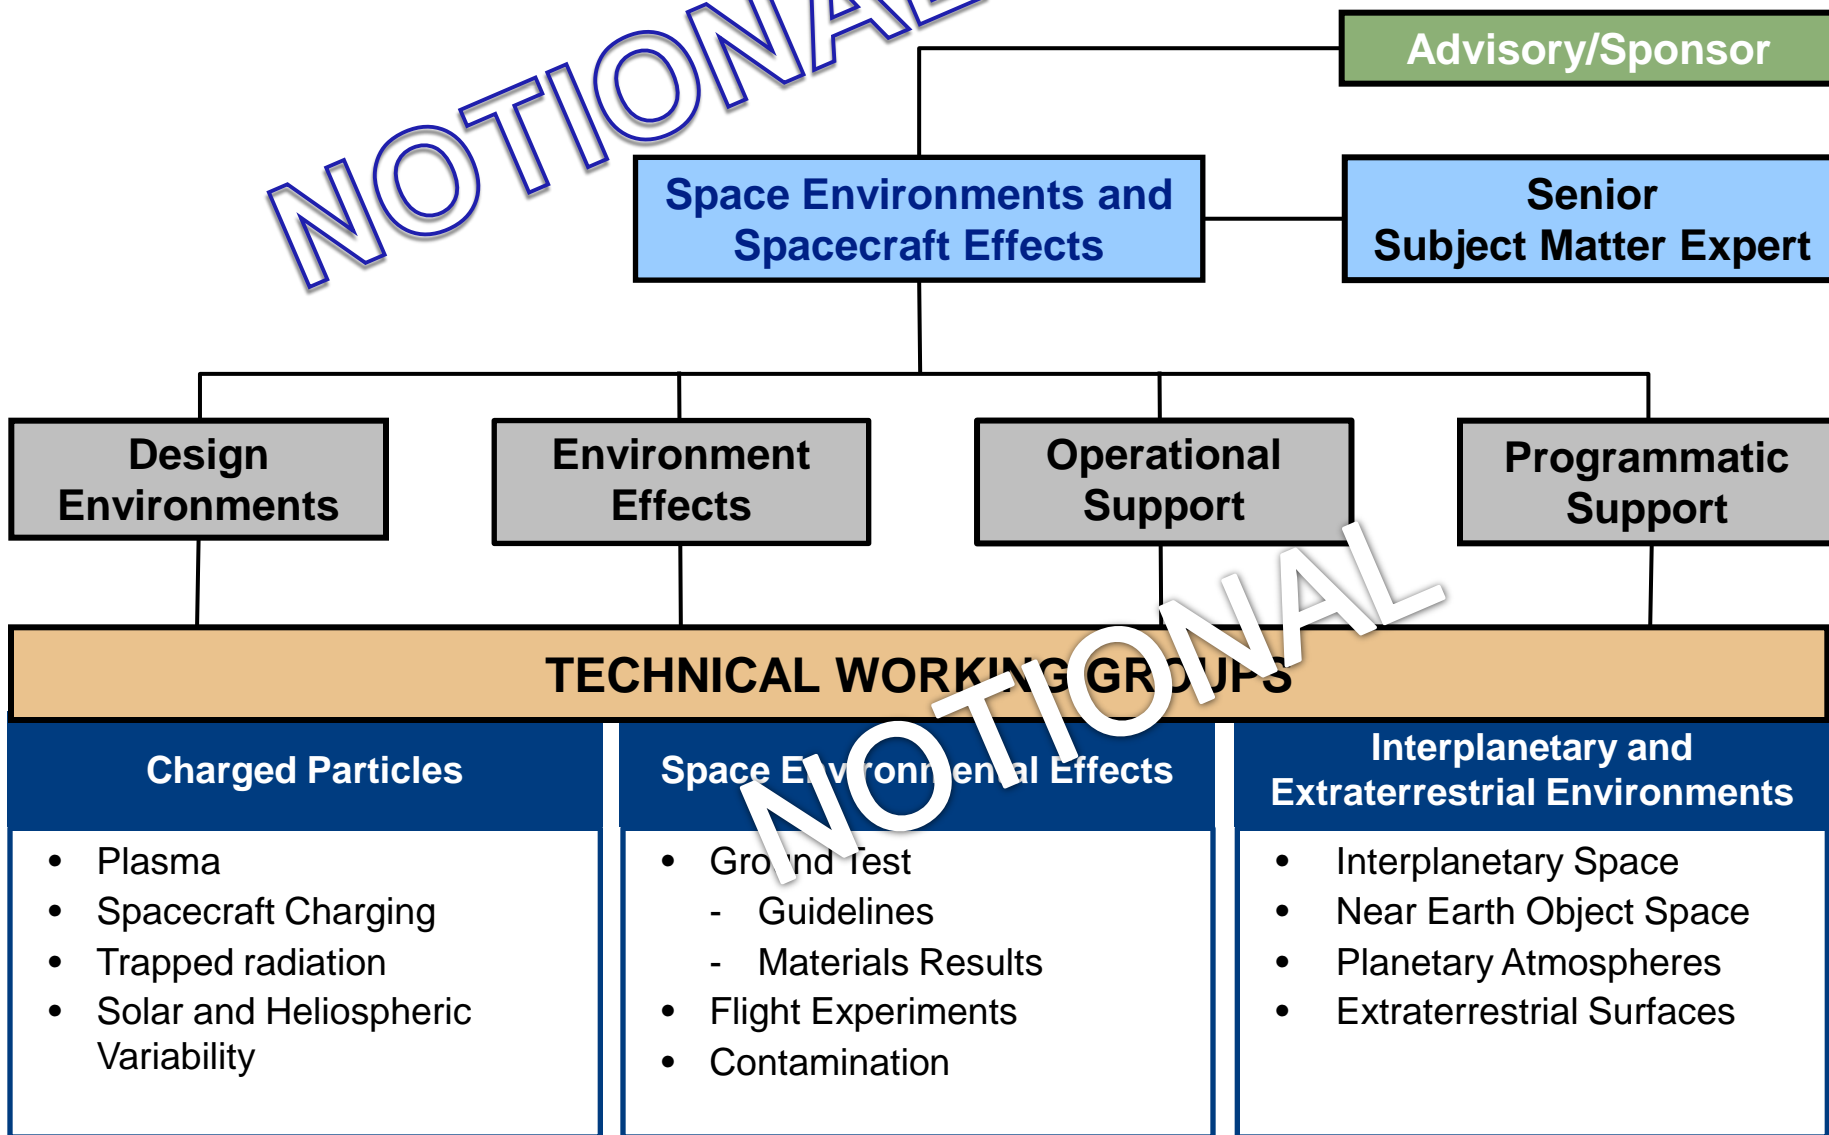 NOTIONAL
Advisory/Sponsor
Space Environments and
Spacecraft Effects
Senior
Subject Matter Expert
Design
Environments
Environment
Effects
Operational
Support
Programmatic
Support
TECHNICAL WORKING GROUPS
NOTIONAL
Charged Particles
• Plasma
• Spacecraft Charging
• Trapped radiation
• Solar and Heliospheric
Variability
Space Environmental Effects
• Ground Test
- Guidelines
- Materials Results
• Flight Experiments
• Contamination
Interplanetary and
Extraterrestrial Environments
• Interplanetary Space
• Near Earth Object Space
• Planetary Atmospheres
• Extraterrestrial Surfaces